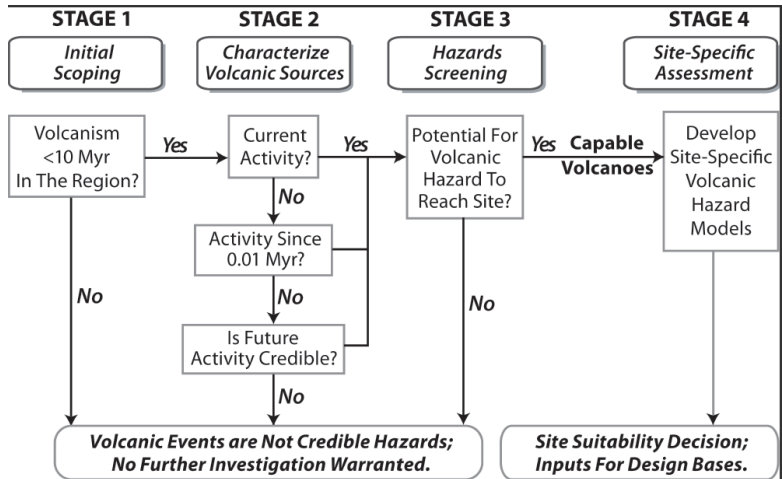 STAGE 1
STAGE 2
STAGE 3
STAGE 4
Initial
Scoping
Characterize
Volcanic Sources
Hazards
Screening
Site-Specific
Assessment
Volcanism
<10 Myr
In The Region?
Yes
Current
Activity?
Yes
Potential For
Volcanic
Hazard To
Reach Site?
Yes
Capable
Volcanoes
Develop
Site-Specific
Volcanic
Hazard
Models
No
Activity Since
0.01 Myr?
No
No
No
Is Future
Activity Credible?
No
Volcanic Events are Not Credible Hazards;
No Further Investigation Warranted.
Site Suitability Decision;
Inputs For Design Bases.